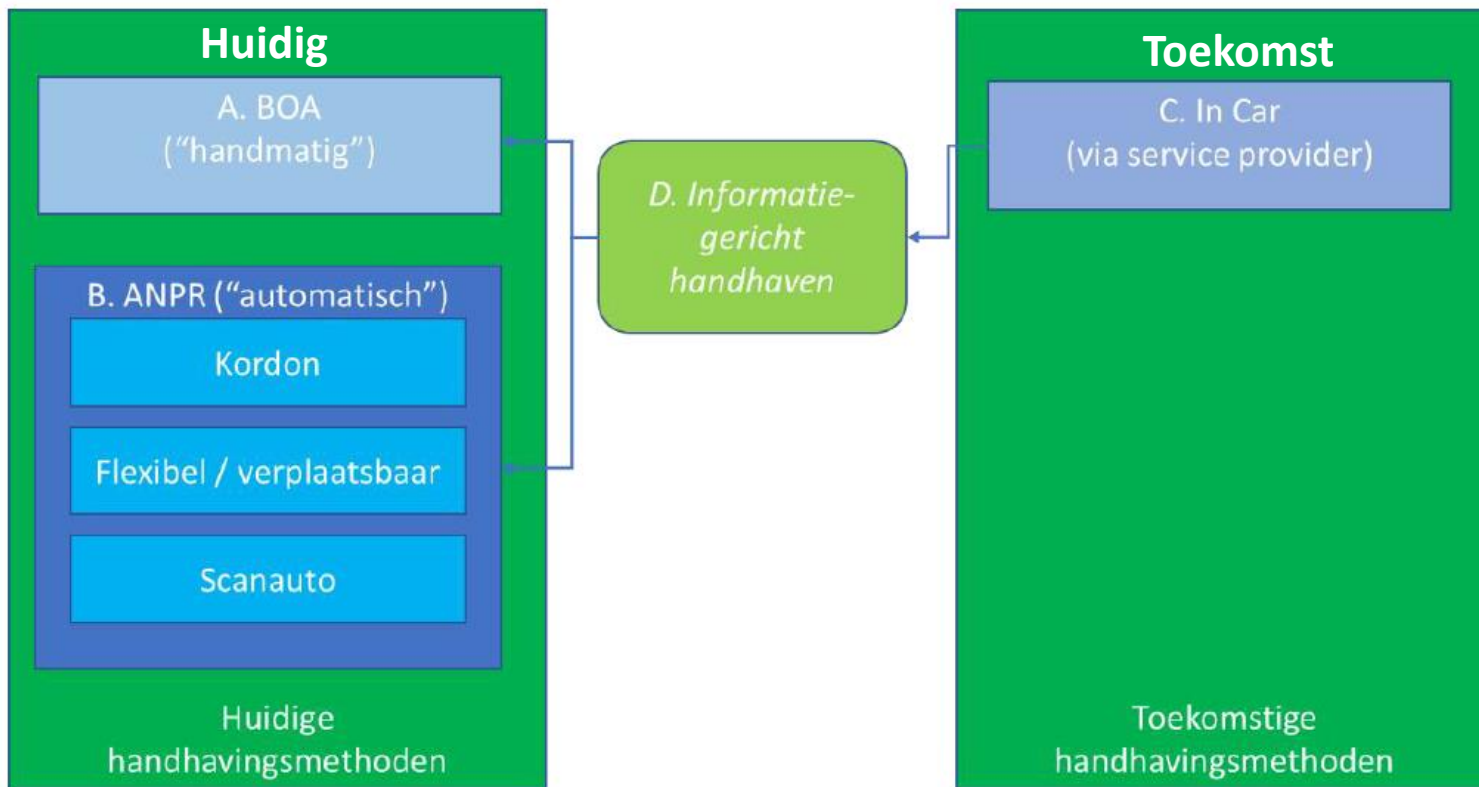 Huidig
A. BOA
(“handmatig”)
B. ANPR (“automatisch”)
Kordon
Flexibel / verplaatsbaar
Scanauto
Huidige
handhavingsmethoden
D. Informatie-
gericht
handhaven
Toekomst
C. In Car
(via service provider)
Toekomstige
handhavingsmethoden